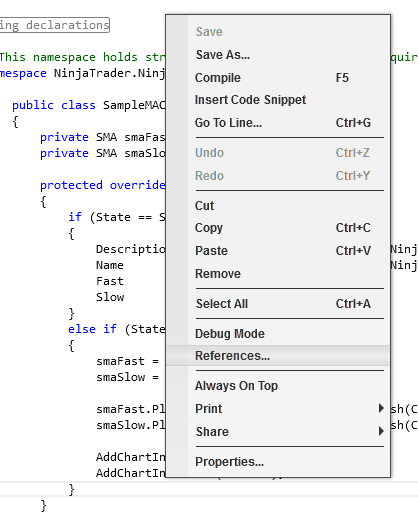 ing declarations
This namespace holds
mespace NinjaTrader.Ninj
public class SampleMAC
{
private SMA smaFas
private SMA smaSlo
protected override
{
if (State == S
{
Descriptio Ninj
Name Ninj
Fast
Slow
}
else if (State
{
smaFast =
smaSlow =
smaFast.Pl sh(C
smaSlow.Pl sh(C
AddChartIn
AddChartIn
}
}
Save
Save As...
Compile F5
Insert Code Snippet
Go To Line... Ctrl+G
Undo Ctrl+Z
Redo Ctrl+Y
Cut
Copy Ctrl+C
Paste Ctrl+V
Remove
Select All Ctrl+A
Debug Mode
References...
Always On Top
Print
Share
Properties...